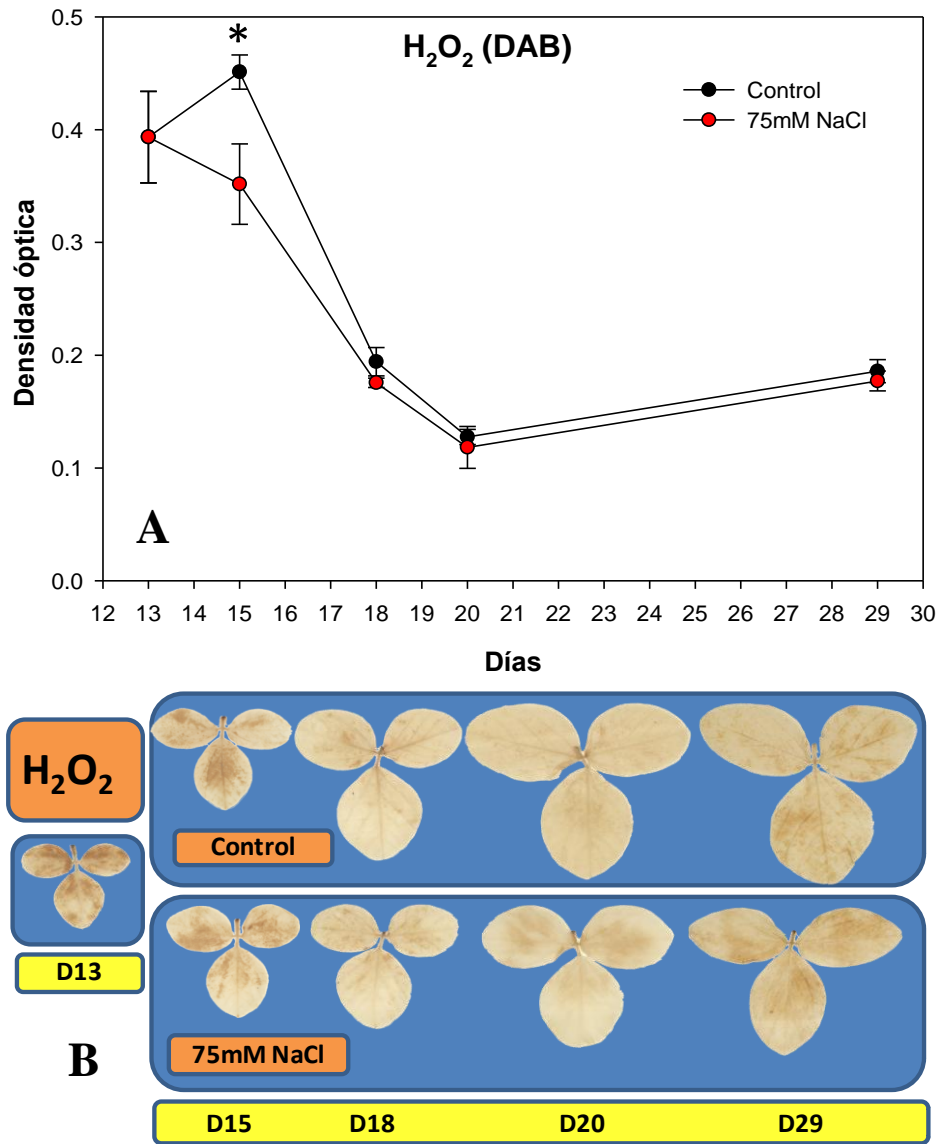 H₂O₂ (DAB)
*
Control
75mM NaCl
Densidad óptica
0.5
0.4
0.3
0.2
0.1
0.0
A
12 13 14 15 16 17 18 19 20 21 22 23 24 25 26 27 28 29 30
Días
H₂O₂
Control
D13
75mM NaCl
B
D15 D18 D20 D29